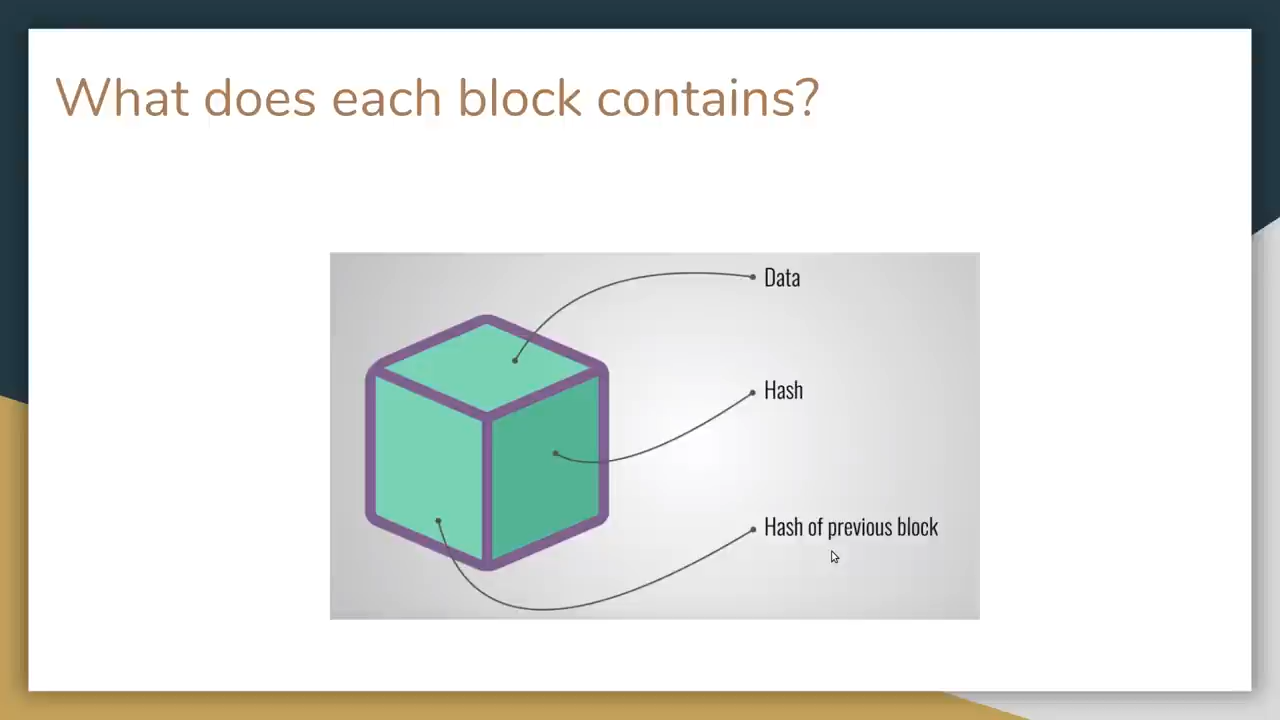 What does each block contains?
Data
Hash
Hash of previous block